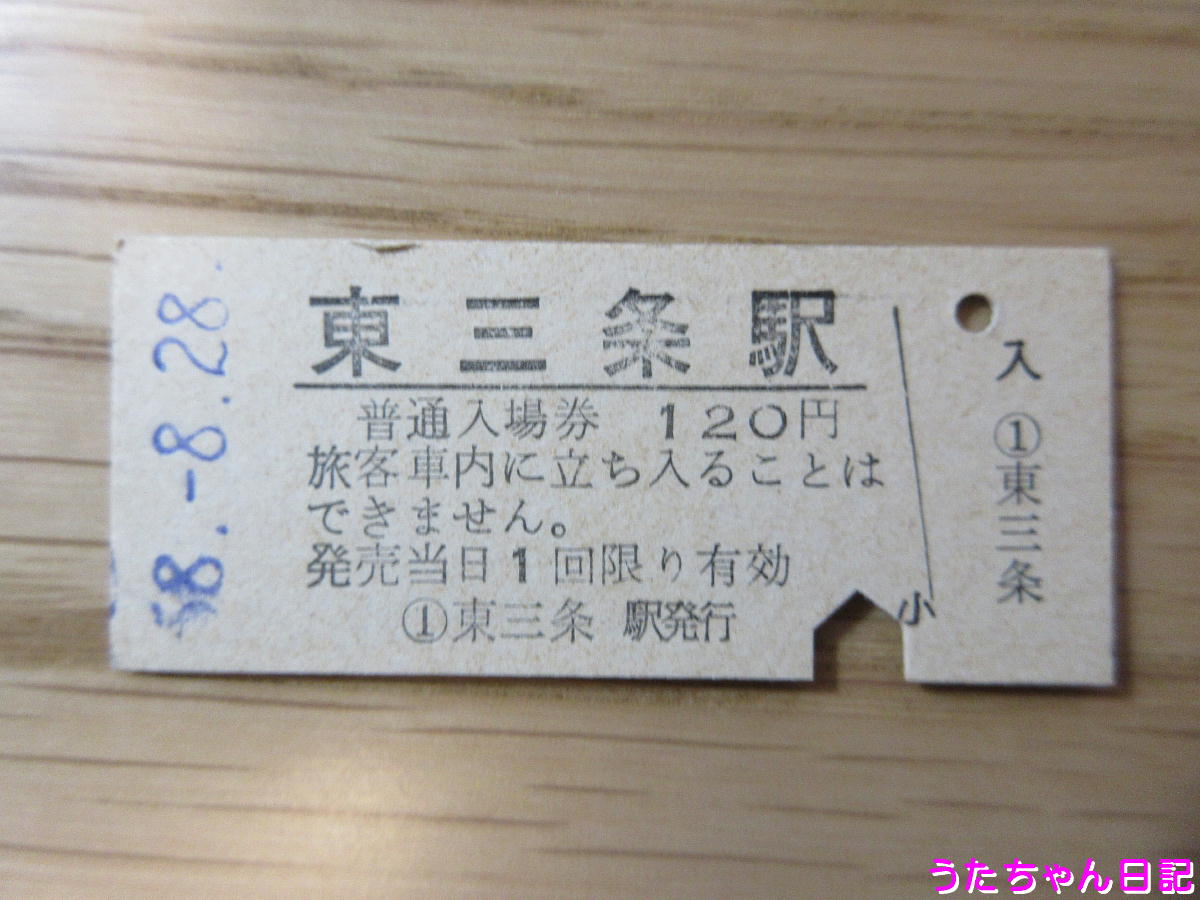 58.-8.28.
東三条駅
普通入場券 120円
旅客車内に立ち入ることは
できません。
発売当日1回限り有効
①東三条 駅発行
小
入 ①東三条
うたちゃん日記